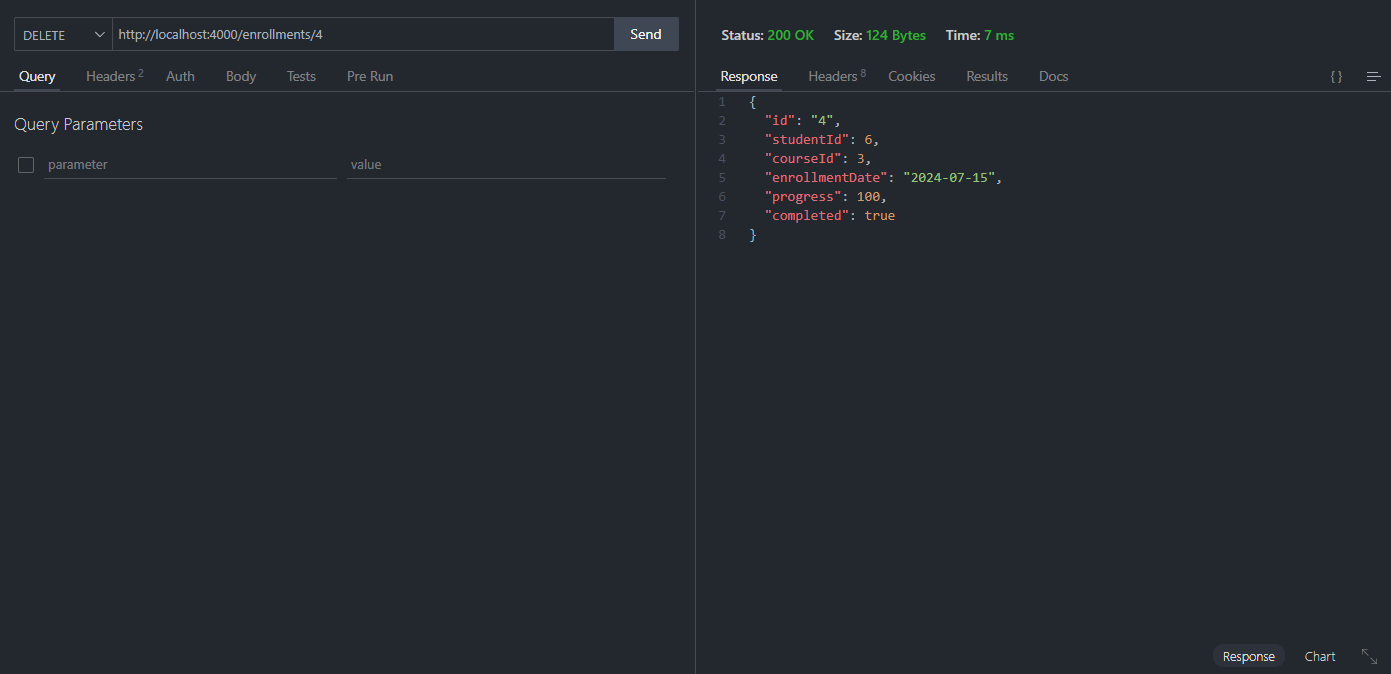 DELETE http://localhost:4000/enrollments/4 Send
Query Headers 2 Auth Body Tests Pre Run
Query Parameters
parameter value
Status: 200 OK Size: 124 Bytes Time: 7 ms
Response Headers 8 Cookies Results Docs { }
1 {
2 "id": "4",
3 "studentId": 6,
4 "courseId": 3,
5 "enrollmentDate": "2024-07-15",
6 "progress": 100,
7 "completed": true
8 }
Response Chart